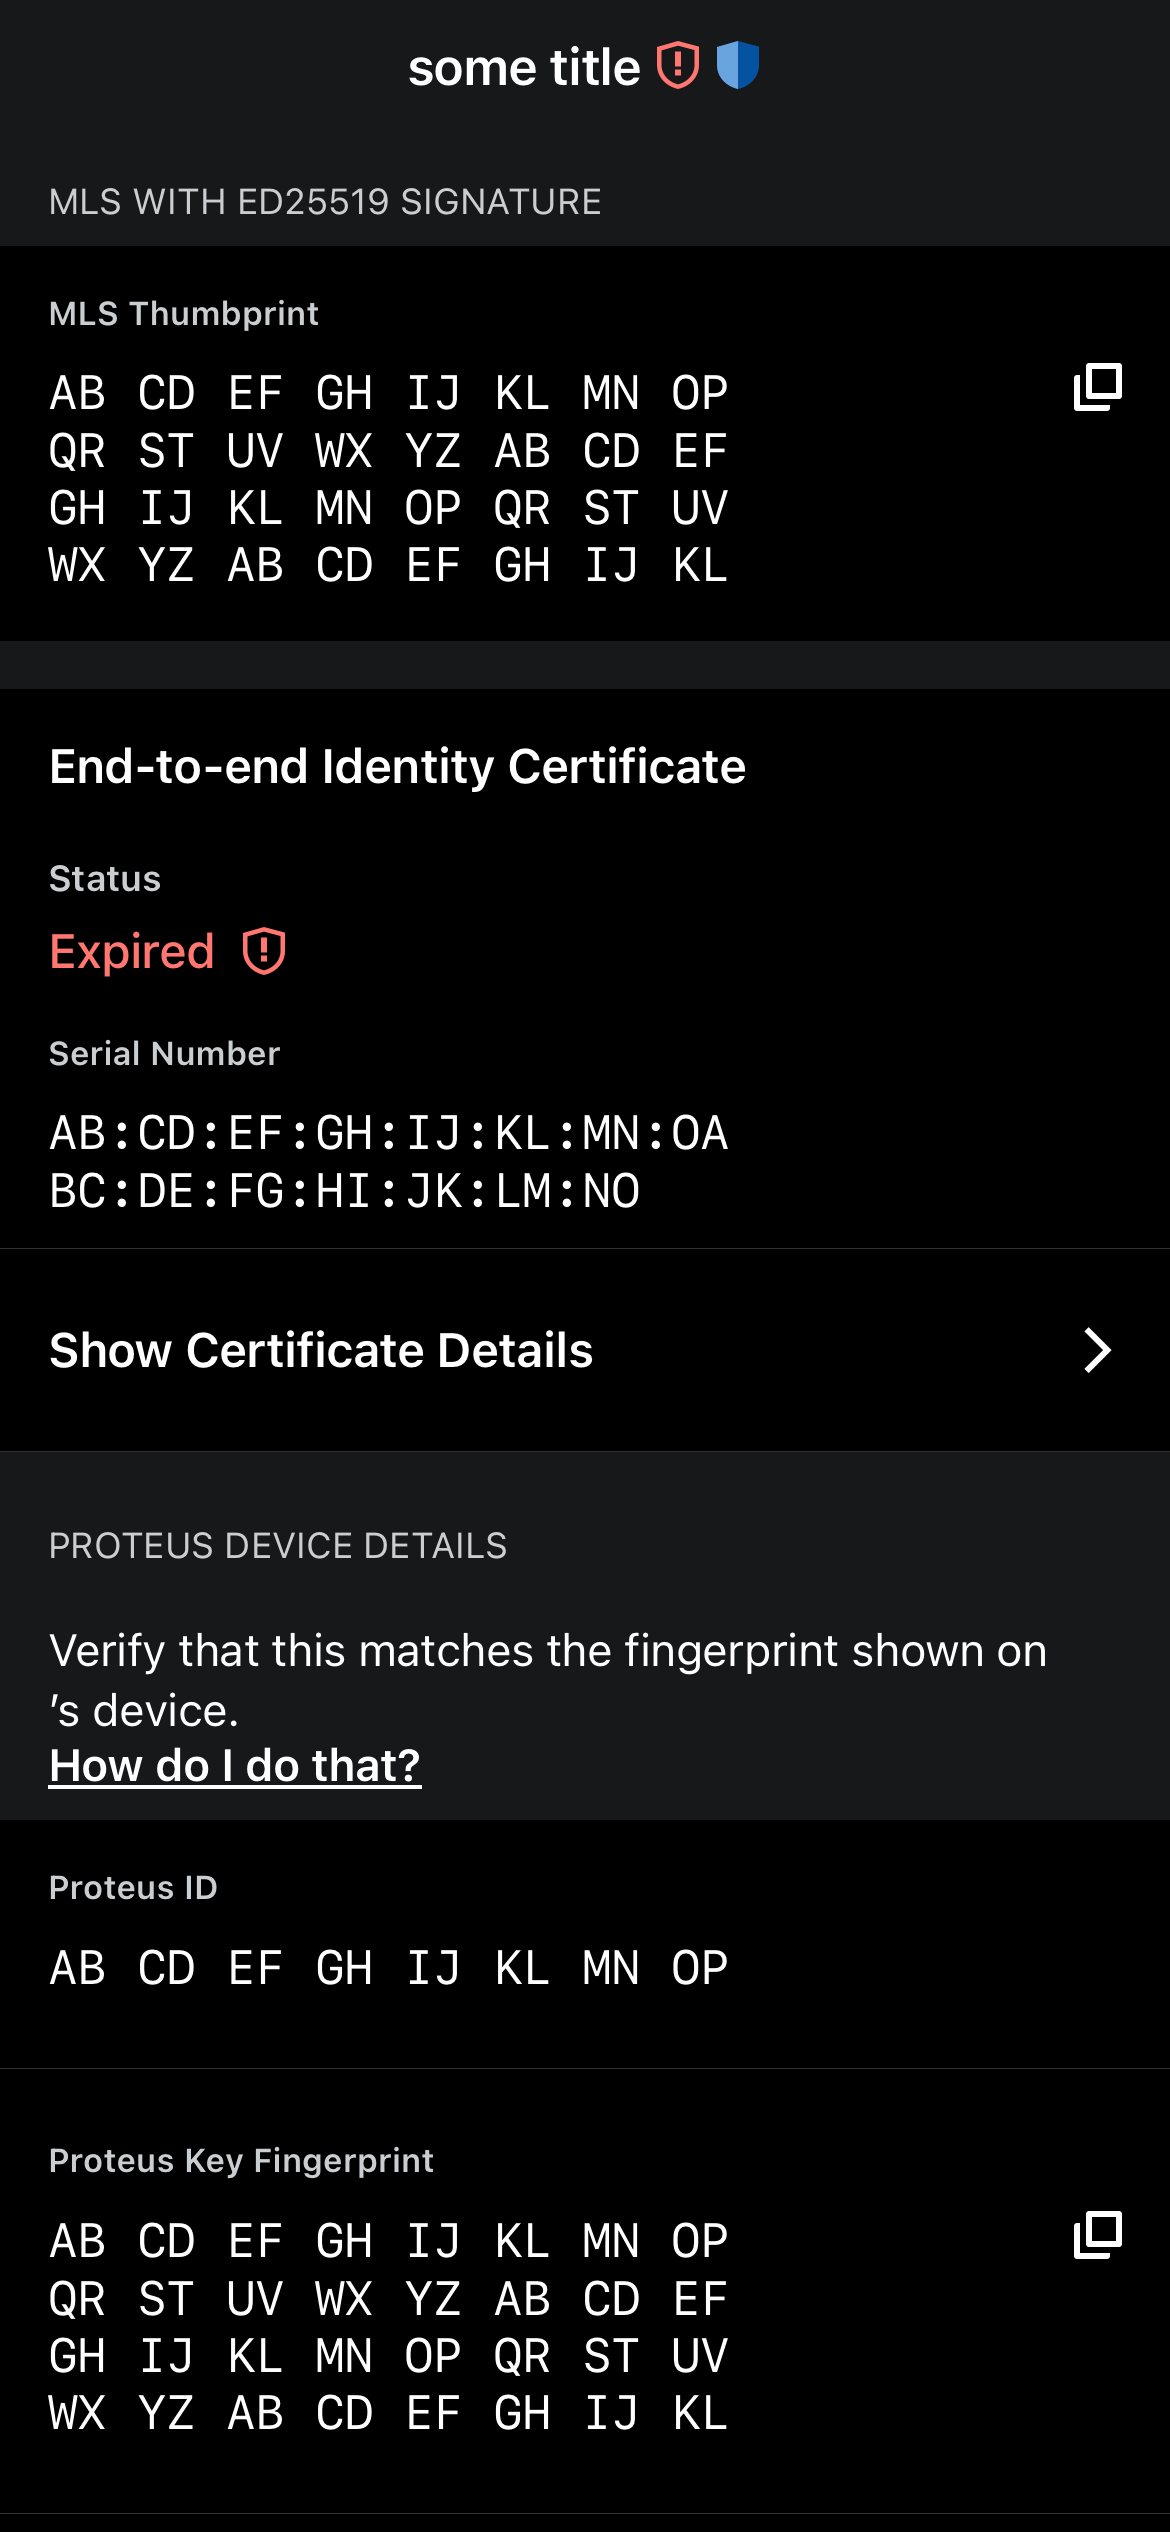 some title
MLS WITH ED25519 SIGNATURE
MLS Thumbprint
AB CD EF GH IJ KL MN OP
QR ST UV WX YZ AB CD EF
GH IJ KL MN OP QR ST UV
WX YZ AB CD EF GH IJ KL
End-to-end Identity Certificate
Status
Expired
Serial Number
AB:CD:EF:GH:IJ:KL:MN:OA
BC:DE:FG:HI:JK:LM:NO
Show Certificate Details
PROTEUS DEVICE DETAILS
Verify that this matches the fingerprint shown on
’s device.
How do I do that?
Proteus ID
AB CD EF GH IJ KL MN OP
Proteus Key Fingerprint
AB CD EF GH IJ KL MN OP
QR ST UV WX YZ AB CD EF
GH IJ KL MN OP QR ST UV
WX YZ AB CD EF GH IJ KL